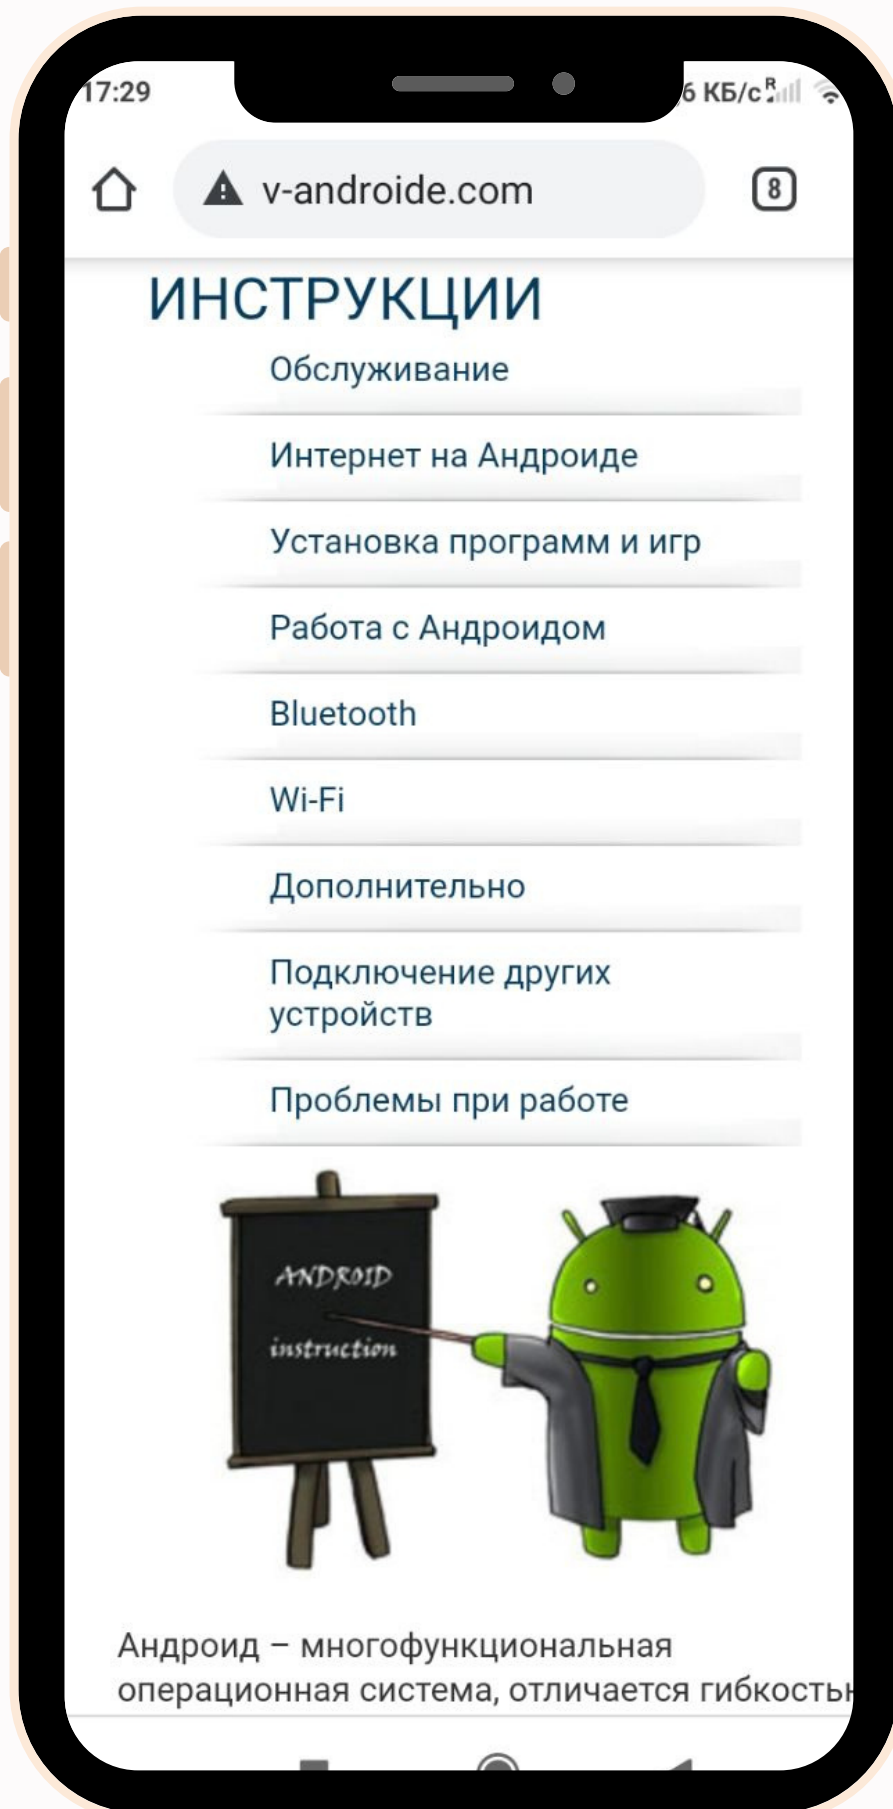 17:29
6 КБ/с R
v-androide.com
8
ИНСТРУКЦИИ
Обслуживание
Интернет на Андроиде
Установка программ и игр
Работа с Андроидом
Bluetooth
Wi-Fi
Дополнительно
Подключение других
устройств
Проблемы при работе
ANDROID
instruction
Андроид – многофункциональная
операционная система, отличается